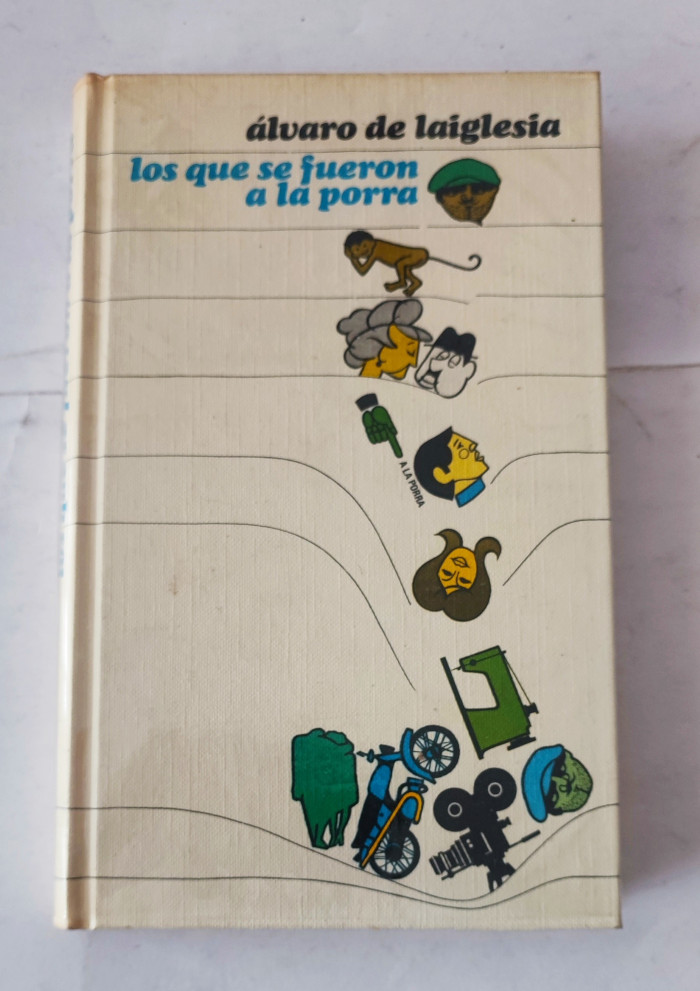 álvaro de laiglesia
los que se fueron
a la porra
A LA PORRA